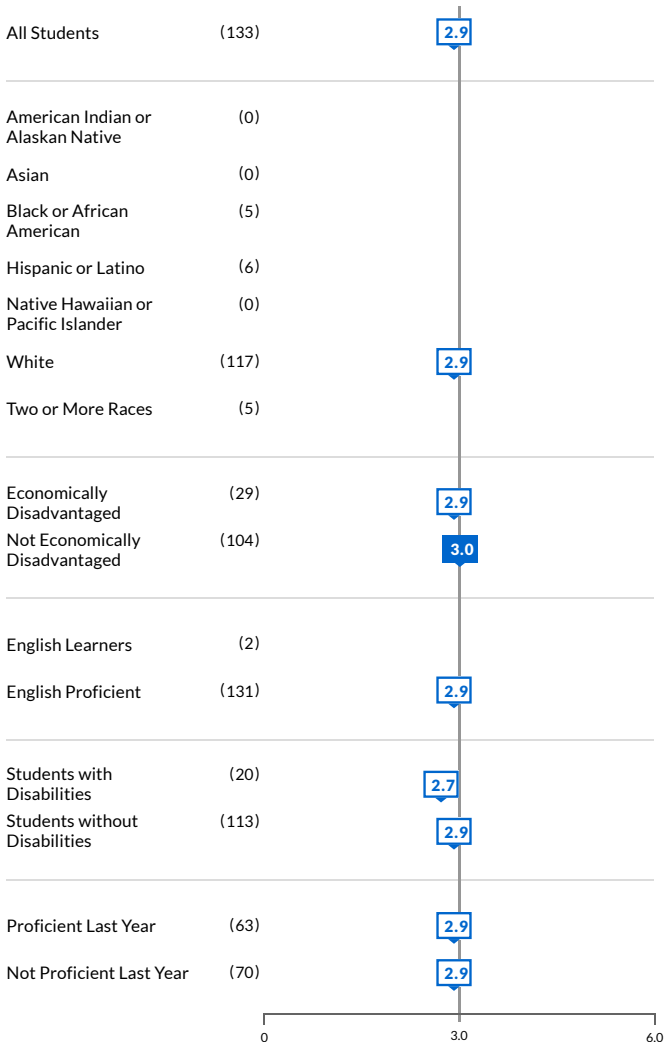 All Students (133) 2.9
American Indian or (0)
Alaskan Native
Asian (0)
Black or African (5)
American
Hispanic or Latino (6)
Native Hawaiian or (0)
Pacific Islander
White (117) 2.9
Two or More Races (5)
Economically (29) 2.9
Disadvantaged
Not Economically (104) 3.0
Disadvantaged
English Learners (2)
English Proficient (131) 2.9
Students with (20) 2.7
Disabilities
Students without (113) 2.9
Disabilities
Proficient Last Year (63) 2.9
Not Proficient Last Year (70) 2.9
0 3.0 6.0